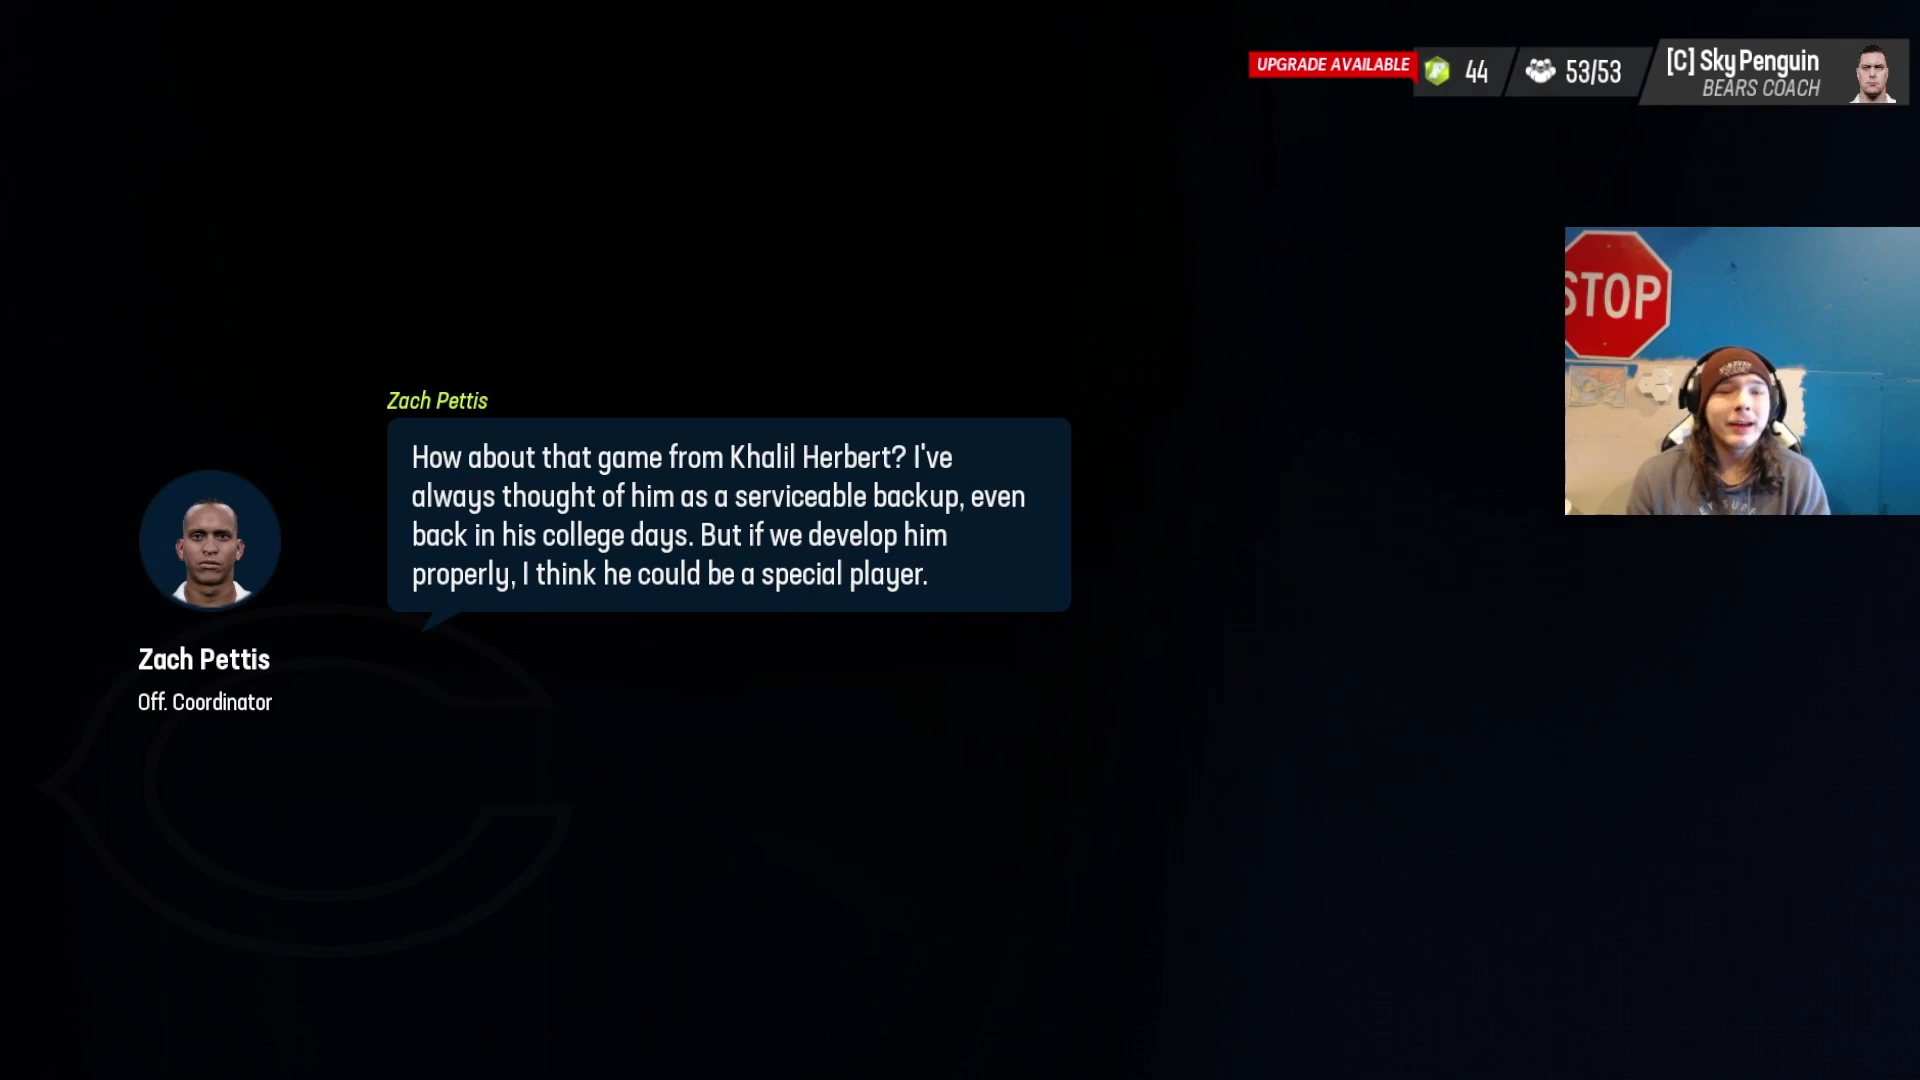 UPGRADE AVAILABLE
44
53/53
[C] Sky Penguin
BEARS COACH
STOP
Zach Pettis
How about that game from Khalil Herbert? I've
always thought of him as a serviceable backup, even
back in his college days. But if we develop him
properly, I think he could be a special player.
Zach Pettis
Off. Coordinator